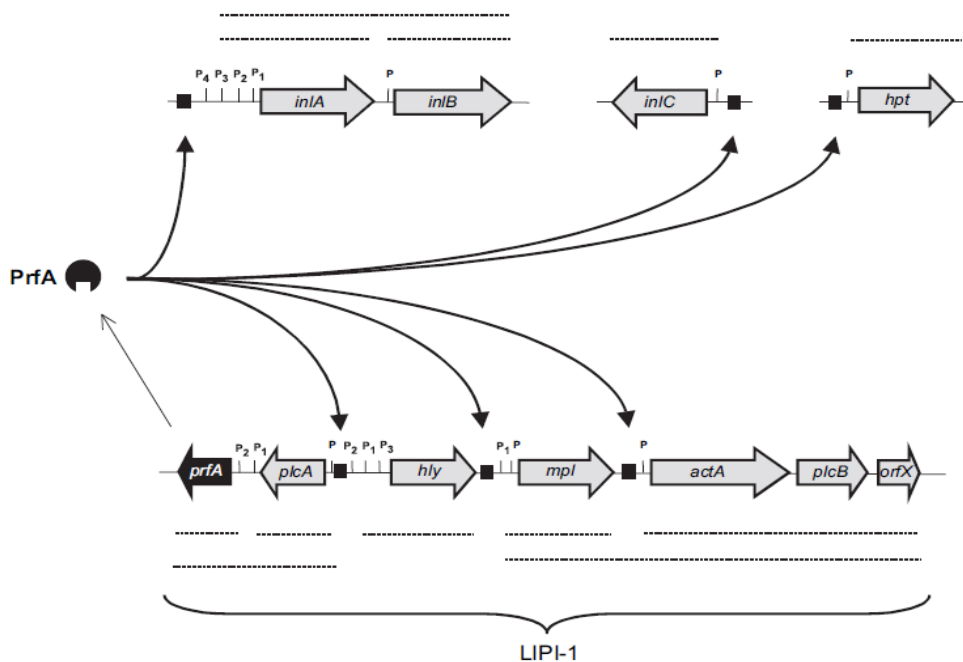 P4 P3 P2 P1 P P P
inlA inlB inlC hpt
PrfA
P2 P1 P P2 P1 P3 P1 P P
prfA plcA hly mpl actA plcB orfX
LIPI-1